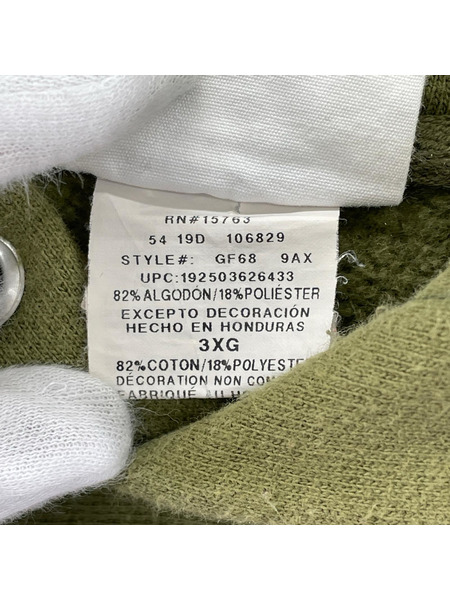 RN#15763
54 19D 106829
STYLE#: GF68 9AX
UPC:192503626433
82%ALGODÓN/18%POLIÉSTER
EXCEPTO DECORACIÓN
HECHO EN HONDURAS
3XG
82%COTON/18%POLYESTER
DÉCORATION NON
FABRIQUÉ